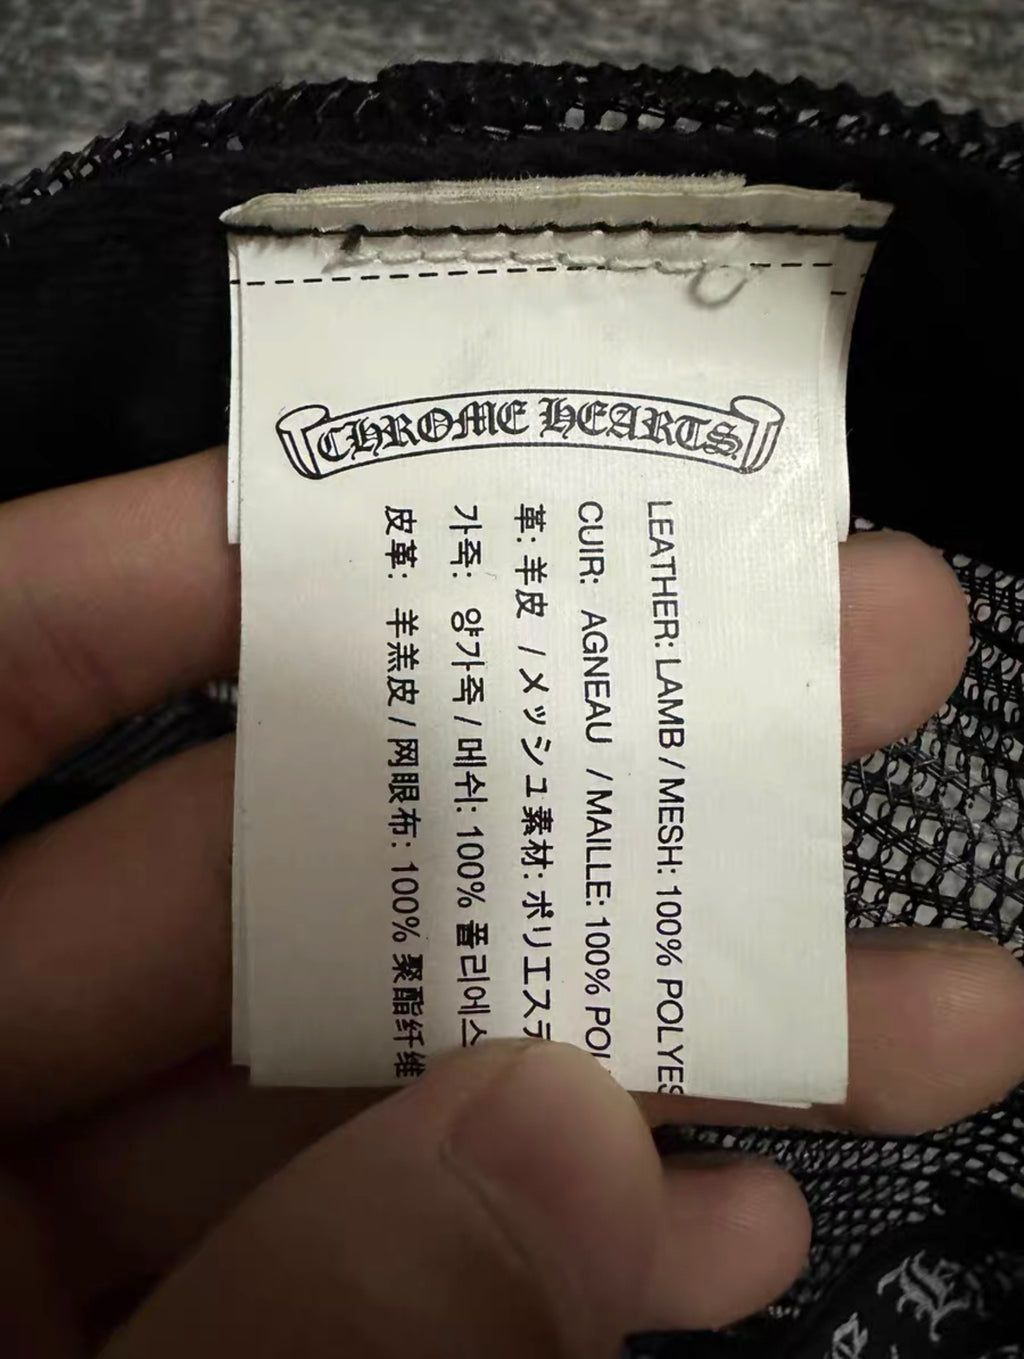 CHROME HEARTS
LEATHER: LAMB / MESH: 100% POLYES
CUIR: AGNEAU / MAILLE: 100% POL
革: 羊皮 / メッシュ素材: ポリエステ
가죽: 양가죽 / 메쉬: 100% 폴리에스
皮革: 羊羔皮 / 网眼布: 100% 聚酯纤维